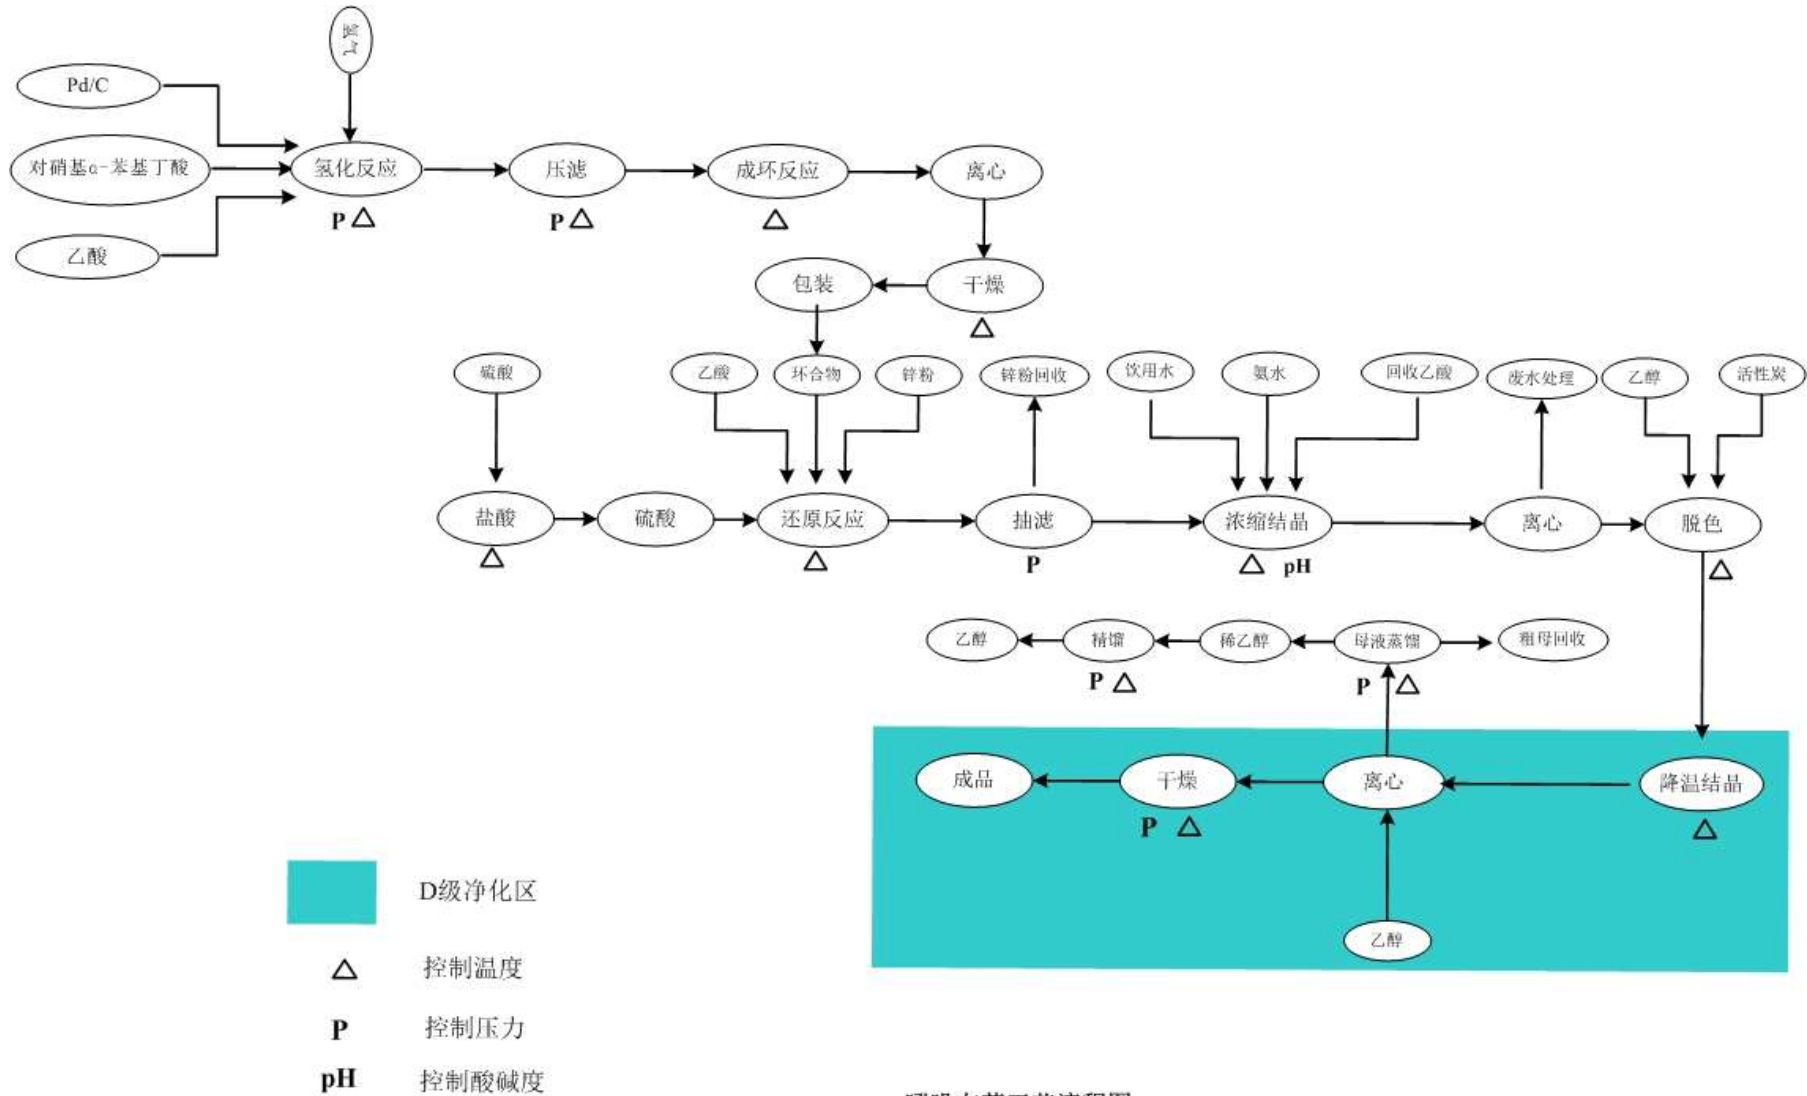 氢气
Pd/C
对硝基α-苯基丁酸
氢化反应
压滤
成环反应
离心
P △
P △
△
乙酸
包装
干燥
△
硫酸
乙酸
环合物
锌粉
锌粉回收
饮用水
氨水
回收乙酸
废水处理
乙醇
活性炭
盐酸
硫酸
还原反应
抽滤
浓缩结晶
离心
脱色
△
△
P
△ pH
△
乙醇
精馏
稀乙醇
母液蒸馏
粗母回收
P △
P △
成品
干燥
离心
降温结晶
P △
△
乙醇
D级净化区
△ 控制温度
P 控制压力
pH 控制酸碱度